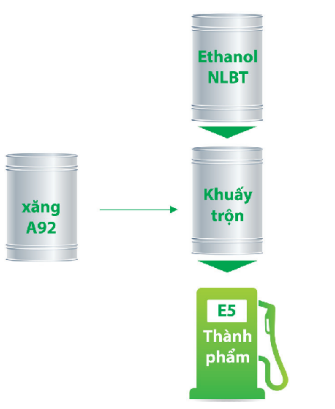 Ethanol
NLBT
xăng
A92
Khuấy
trộn
E5
Thành
phẩm